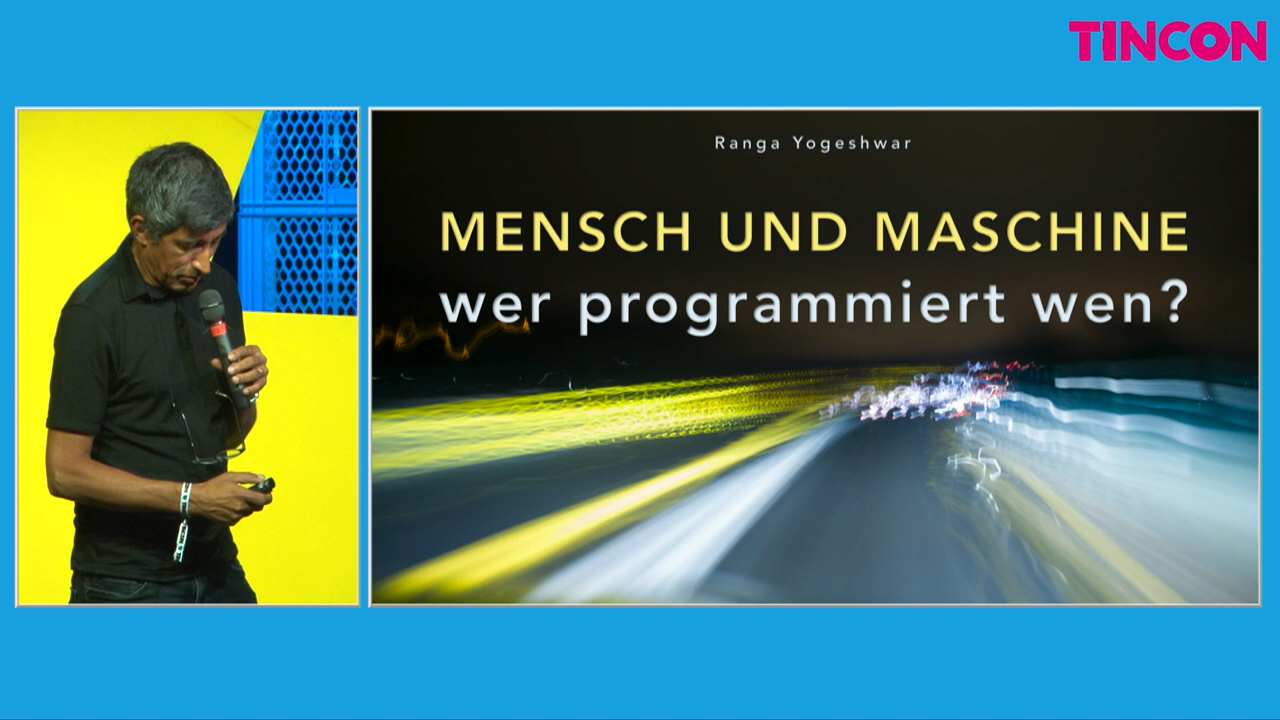 TINCON
Ranga Yogeshwar
MENSCH UND MASCHINE
wer programmiert wen?